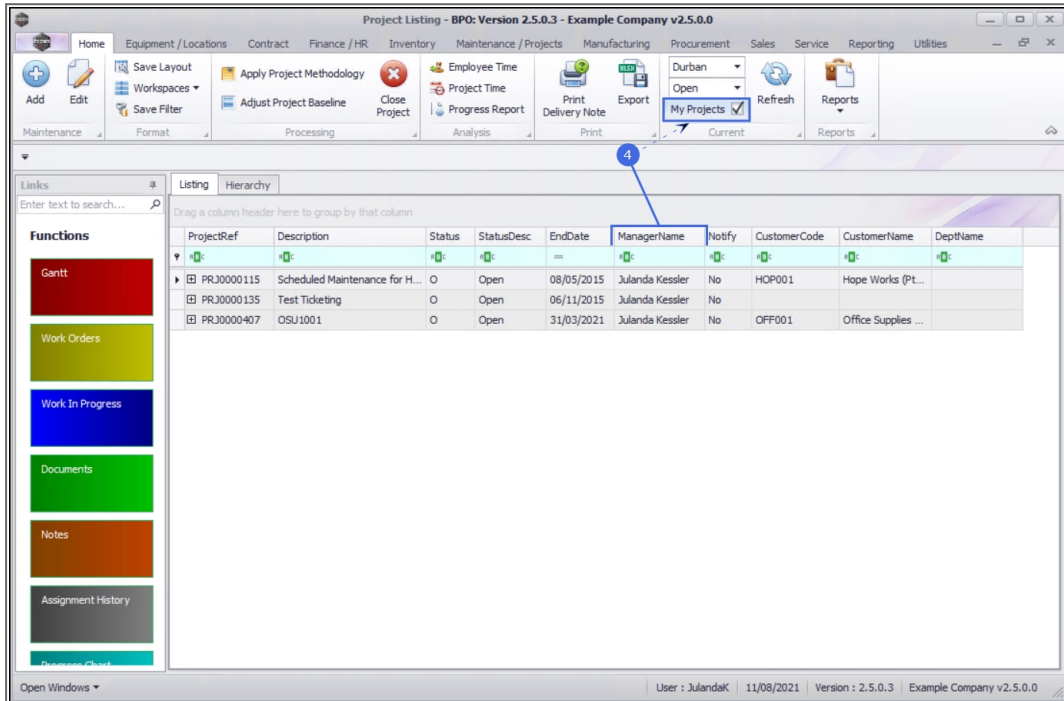 Project Listing - BPO: Version 2.5.0.3 - Example Company v2.5.0.0
Home Equipment / Locations Contract Finance / HR Inventory Maintenance / Projects Manufacturing Procurement Sales Service Reporting Utilities
Add Edit Save Layout Workspaces Save Filter Apply Project Methodology Adjust Project Baseline Close Project Employee Time Project Time Progress Report Print Delivery Note Export Durban Open My Projects Refresh Reports
Maintenance Format Processing Analysis Print Current Reports
4
Links Listing Hierarchy
Enter text to search... Drag a column header here to group by that column
Functions
ProjectRef Description Status StatusDesc EndDate ManagerName Notify CustomerCode CustomerName DeptName
PRJ0000115 Scheduled Maintenance for H... O Open 08/05/2015 Julanda Kessler No HOP001 Hope Works (Pt...
PRJ0000135 Test Ticketing O Open 06/11/2015 Julanda Kessler No
PRJ0000407 OSU1001 O Open 31/03/2021 Julanda Kessler No OFF001 Office Supplies ...
Gantt
Work Orders
Work In Progress
Documents
Notes
Assignment History
Progress Chart
Open Windows User : JulandaK 11/08/2021 Version : 2.5.0.3 Example Company v2.5.0.0